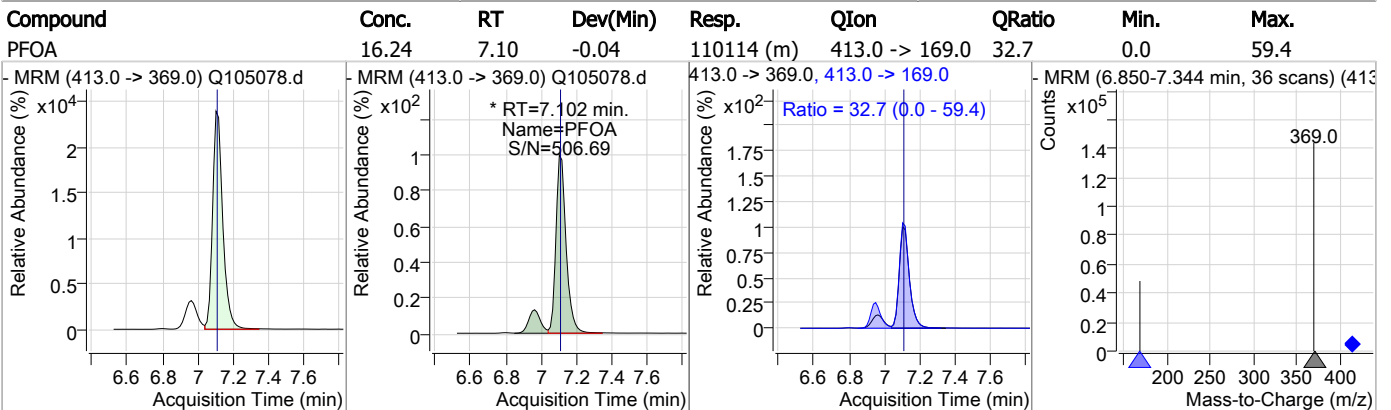 Compound Conc. RT Dev(Min) Resp. QIon QRatio Min. Max.
PFOA 16.24 7.10 -0.04 110114 (m) 413.0 -> 169.0 32.7 0.0 59.4
- MRM (413.0 -> 369.0) Q105078.d
x10⁴
Relative Abundance (%)
2
1.5
1
0.5
0
6.6 6.8 7 7.2 7.4 7.6
Acquisition Time (min)
- MRM (413.0 -> 369.0) Q105078.d
x10²
Relative Abundance (%)
* RT=7.102 min.
Name=PFOA
S/N=506.69
1
0.8
0.6
0.4
0.2
0
6.6 6.8 7 7.2 7.4 7.6
Acquisition Time (min)
413.0 -> 369.0, 413.0 -> 169.0
x10²
Relative Abundance (%)
Ratio = 32.7 (0.0 - 59.4)
1.75
1.5
1.25
1
0.75
0.5
0.25
0
6.6 6.8 7 7.2 7.4 7.6
Acquisition Time (min)
- MRM (6.850-7.344 min, 36 scans) (413
x10⁵
Counts
369.0
1.4
1.2
1
0.8
0.6
0.4
0.2
0
200 250 300 350 400
Mass-to-Charge (m/z)